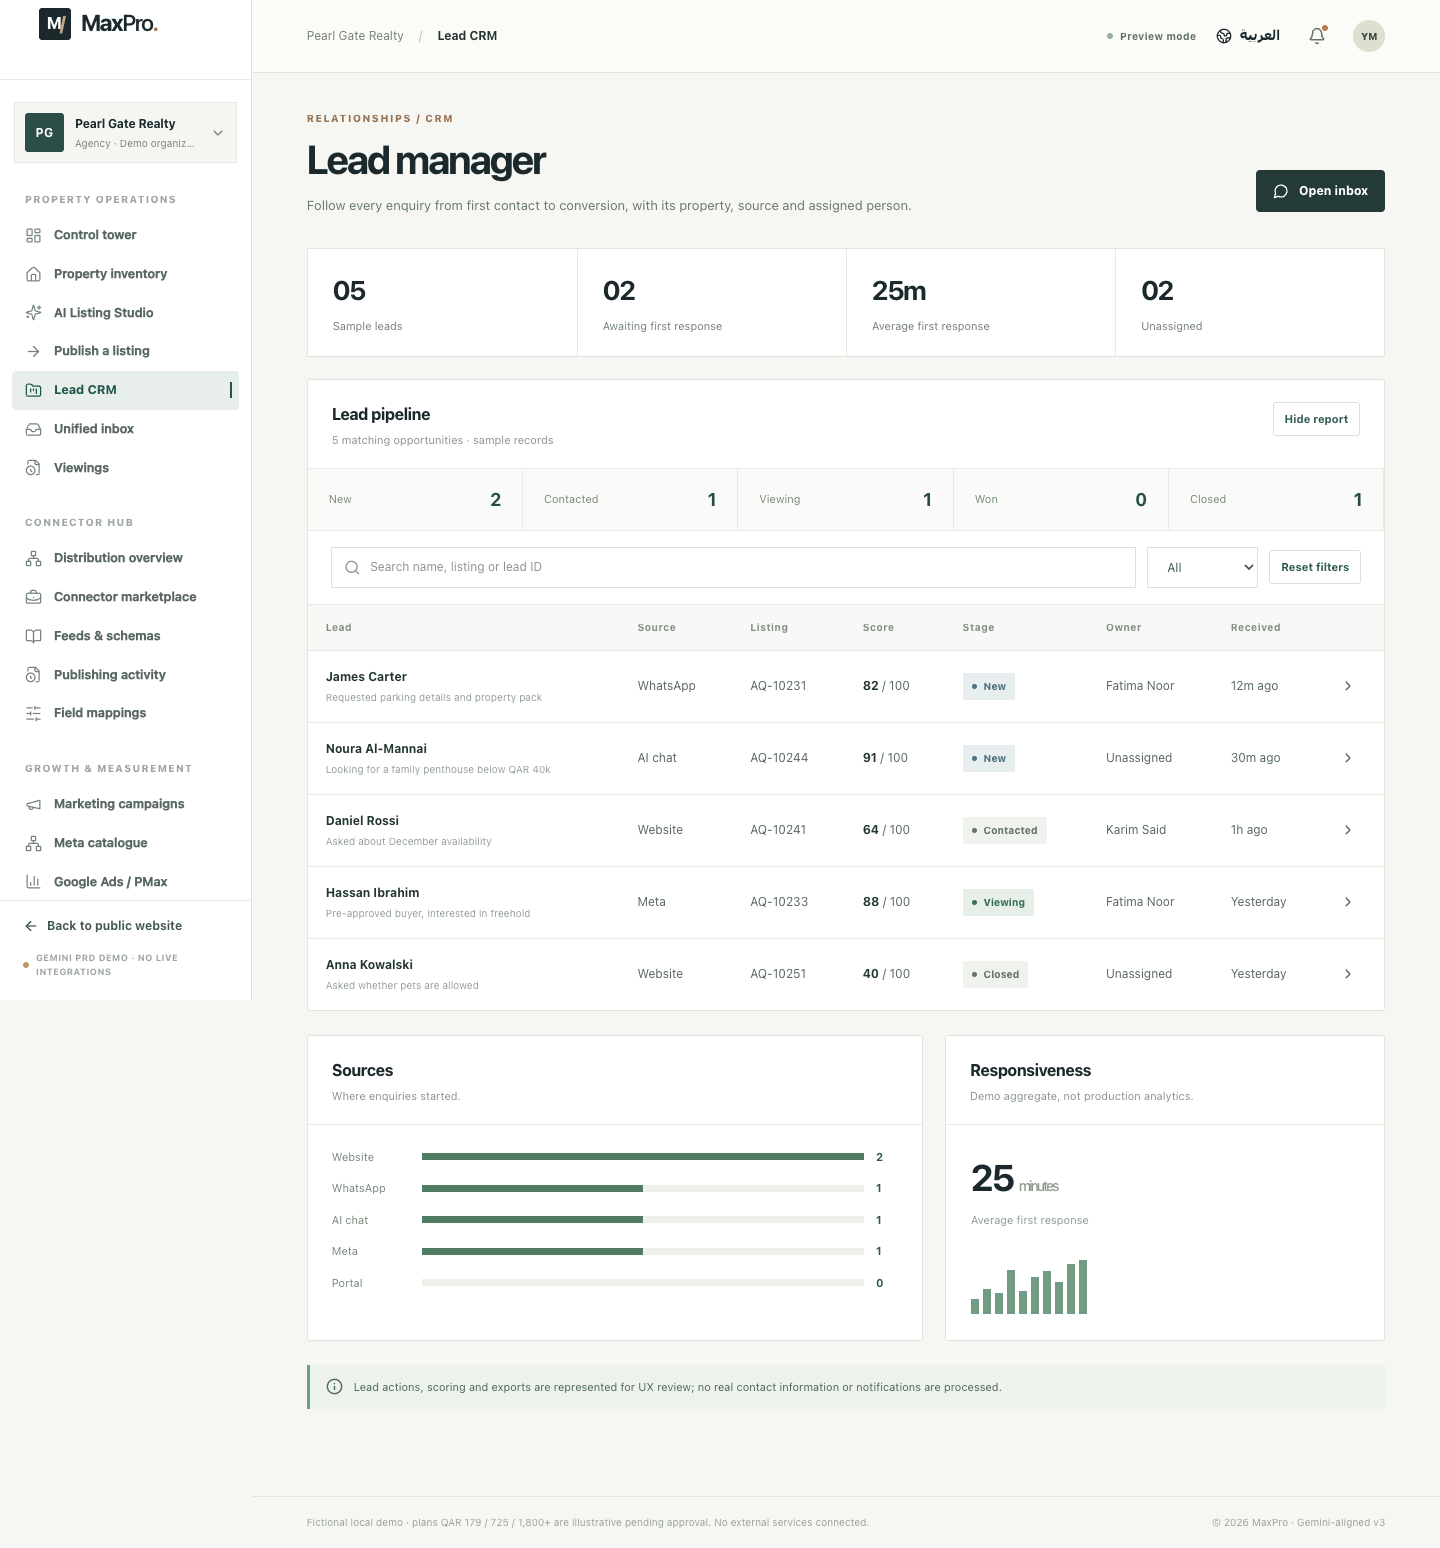 M/ MaxPro.
Pearl Gate Realty / Lead CRM
Preview mode
العربية
YM
PG
Pearl Gate Realty
Agency · Demo organiz...
PROPERTY OPERATIONS
Control tower
Property inventory
AI Listing Studio
Publish a listing
Lead CRM
Unified inbox
Viewings
CONNECTOR HUB
Distribution overview
Connector marketplace
Feeds & schemas
Publishing activity
Field mappings
GROWTH & MEASUREMENT
Marketing campaigns
Meta catalogue
Google Ads / PMax
Back to public website
GEMINI PRD DEMO · NO LIVE
INTEGRATIONS
RELATIONSHIPS / CRM
Lead manager
Follow every enquiry from first contact to conversion, with its property, source and assigned person.
Open inbox
05
Sample leads
02
Awaiting first response
25m
Average first response
02
Unassigned
Lead pipeline
5 matching opportunities · sample records
Hide report
New 2
Contacted 1
Viewing 1
Won 0
Closed 1
Search name, listing or lead ID
All
Reset filters
Lead Source Listing Score Stage Owner Received
James Carter
Requested parking details and property pack
WhatsApp AQ-10231 82 / 100 New Fatima Noor 12m ago
Noura Al-Mannai
Looking for a family penthouse below QAR 40k
AI chat AQ-10244 91 / 100 New Unassigned 30m ago
Daniel Rossi
Asked about December availability
Website AQ-10241 64 / 100 Contacted Karim Said 1h ago
Hassan Ibrahim
Pre-approved buyer, interested in freehold
Meta AQ-10233 88 / 100 Viewing Fatima Noor Yesterday
Anna Kowalski
Asked whether pets are allowed
Website AQ-10251 40 / 100 Closed Unassigned Yesterday
Sources
Where enquiries started.
Website 2
WhatsApp 1
AI chat 1
Meta 1
Portal 0
Responsiveness
Demo aggregate, not production analytics.
25 minutes
Average first response
Lead actions, scoring and exports are represented for UX review; no real contact information or notifications are processed.
Fictional local demo · plans QAR 179 / 725 / 1,800+ are illustrative pending approval. No external services connected.
© 2026 MaxPro · Gemini-aligned v3